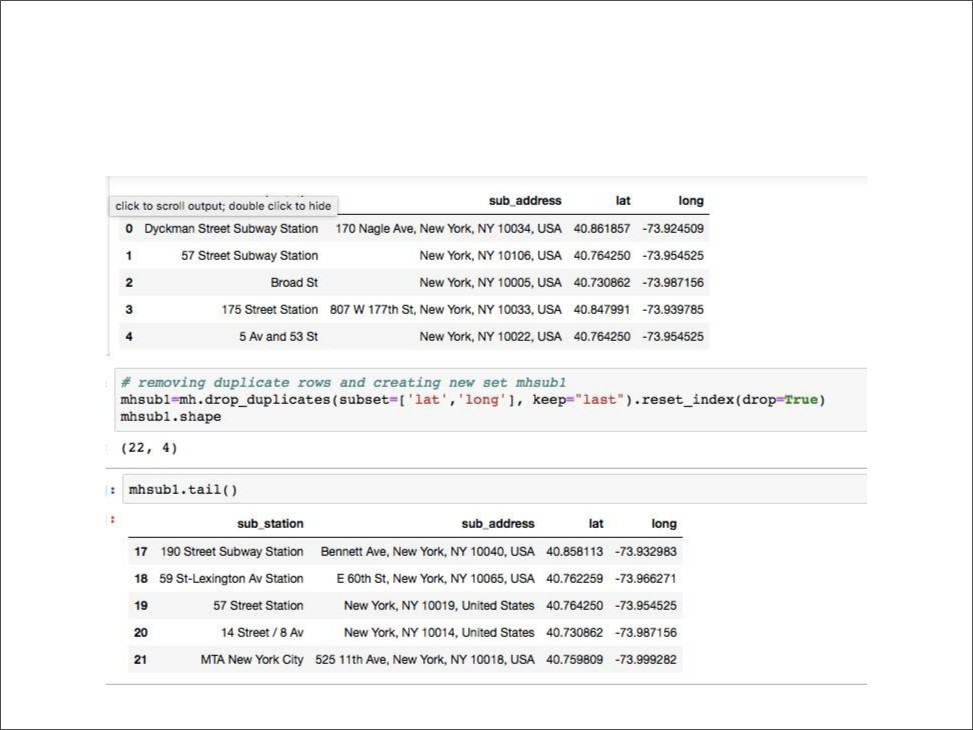 sub_address lat long
click to scroll output; double click to hide
0 Dyckman Street Subway Station 170 Nagle Ave, New York, NY 10034, USA 40.861857 -73.924509
1 57 Street Subway Station New York, NY 10106, USA 40.764250 -73.954525
2 Broad St New York, NY 10005, USA 40.730862 -73.987156
3 175 Street Station 807 W 177th St, New York, NY 10033, USA 40.847991 -73.939785
4 5 Av and 53 St New York, NY 10022, USA 40.764250 -73.954525
# removing duplicate rows and creating new set mhsub1
mhsub1=mh.drop_duplicates(subset=['lat','long'], keep="last").reset_index(drop=True)
mhsub1.shape
(22, 4)
mhsub1.tail()
sub_station sub_address lat long
17 190 Street Subway Station Bennett Ave, New York, NY 10040, USA 40.858113 -73.932983
18 59 St-Lexington Av Station E 60th St, New York, NY 10065, USA 40.762259 -73.966271
19 57 Street Station New York, NY 10019, United States 40.764250 -73.954525
20 14 Street / 8 Av New York, NY 10014, United States 40.730862 -73.987156
21 MTA New York City 525 11th Ave, New York, NY 10018, USA 40.759809 -73.999282